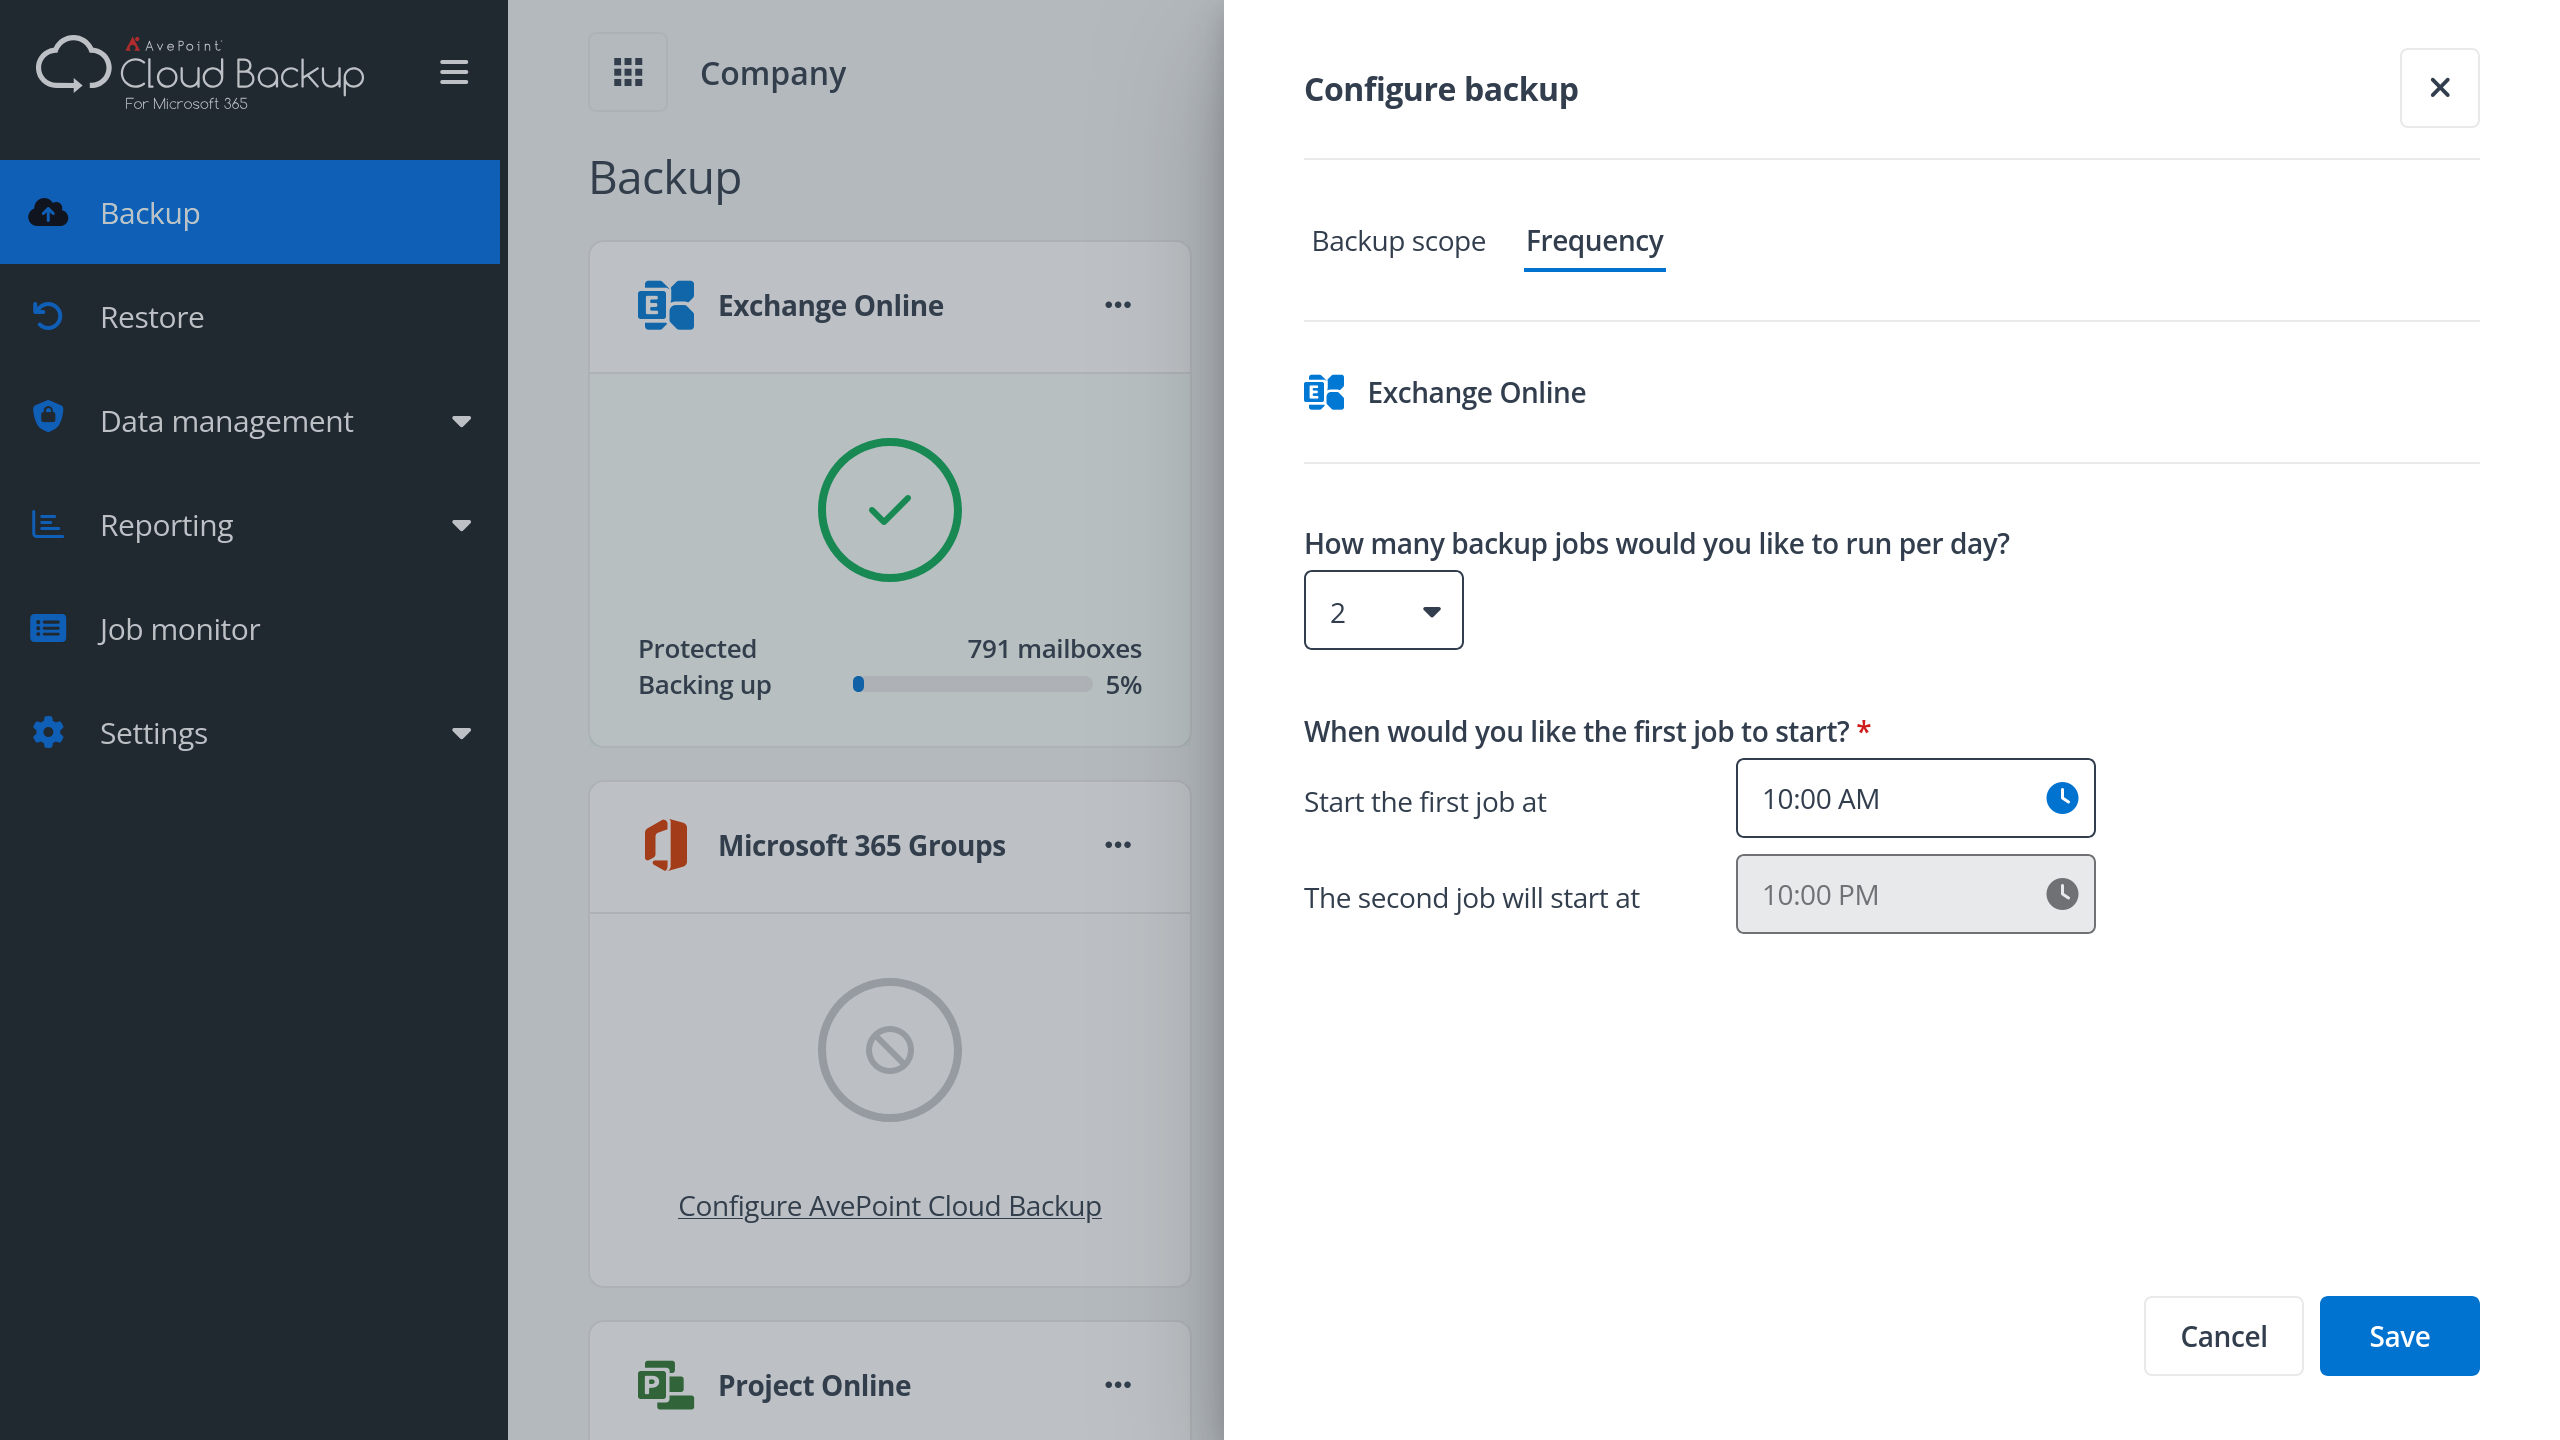 AvePoint
Cloud Backup
For Microsoft 365
Backup
Restore
Data management
Reporting
Job monitor
Settings
Company
Backup
Exchange Online
Protected 791 mailboxes
Backing up 5%
Microsoft 365 Groups
Configure AvePoint Cloud Backup
Project Online
Configure backup
Backup scope Frequency
Exchange Online
How many backup jobs would you like to run per day?
2
When would you like the first job to start? *
Start the first job at 10:00 AM
The second job will start at 10:00 PM
Cancel Save